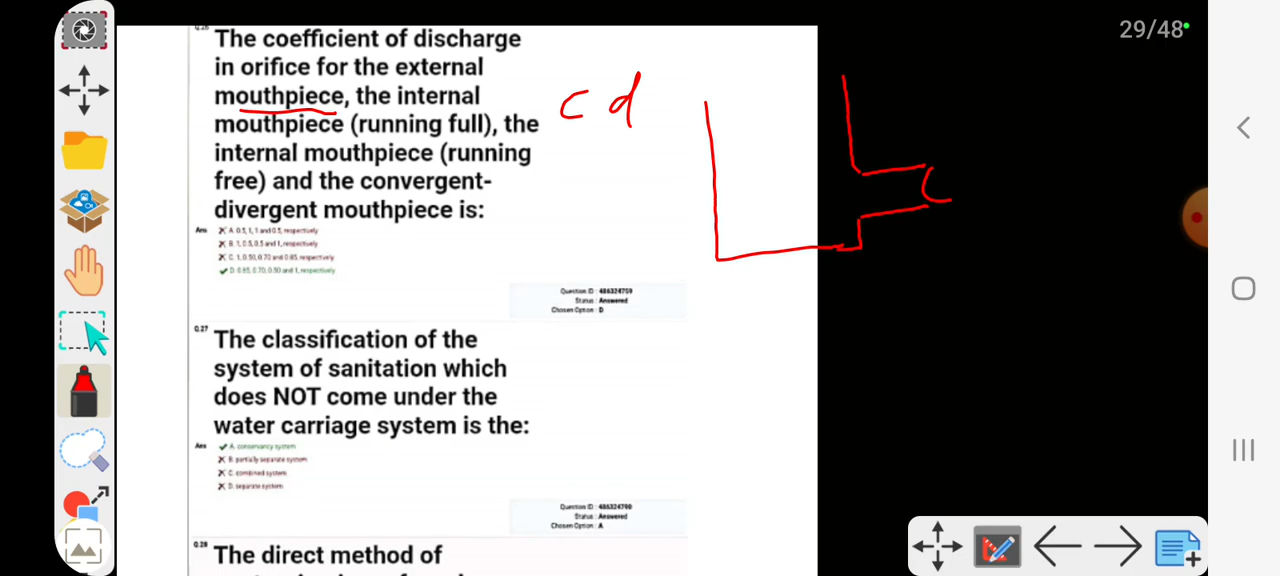 29/48
Q.26
The coefficient of discharge
in orifice for the external
mouthpiece, the internal
mouthpiece (running full), the
internal mouthpiece (running
free) and the convergent-
divergent mouthpiece is:
cd
Ans A. 0.5, 1, 1 and 0.5, respectively
B. 1, 0.5, 0.5 and 1, respectively
C. 1, 0.50, 0.70 and 0.85, respectively
D. 0.85, 0.70, 0.50 and 1, respectively
Question ID : 486324759
Status : Answered
Chosen Option : D
Q.27
The classification of the
system of sanitation which
does NOT come under the
water carriage system is the:
Ans A. conservancy system
B. partially separate system
C. combined system
D. separate system
Question ID : 486324790
Status : Answered
Chosen Option : A
Q.28
The direct method of